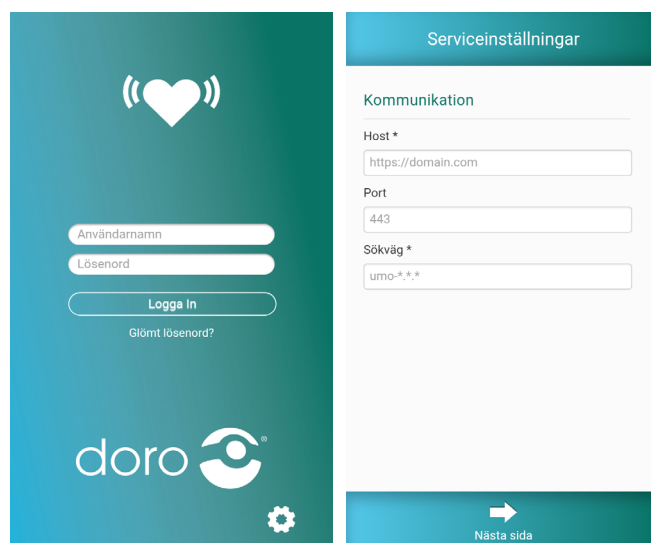 Användarnamn
Lösenord
Logga In
Glömt lösenord?
doro®
Serviceinställningar
Kommunikation
Host *
https://domain.com
Port
443
Sökväg *
umo-*.*.*
Nästa sida